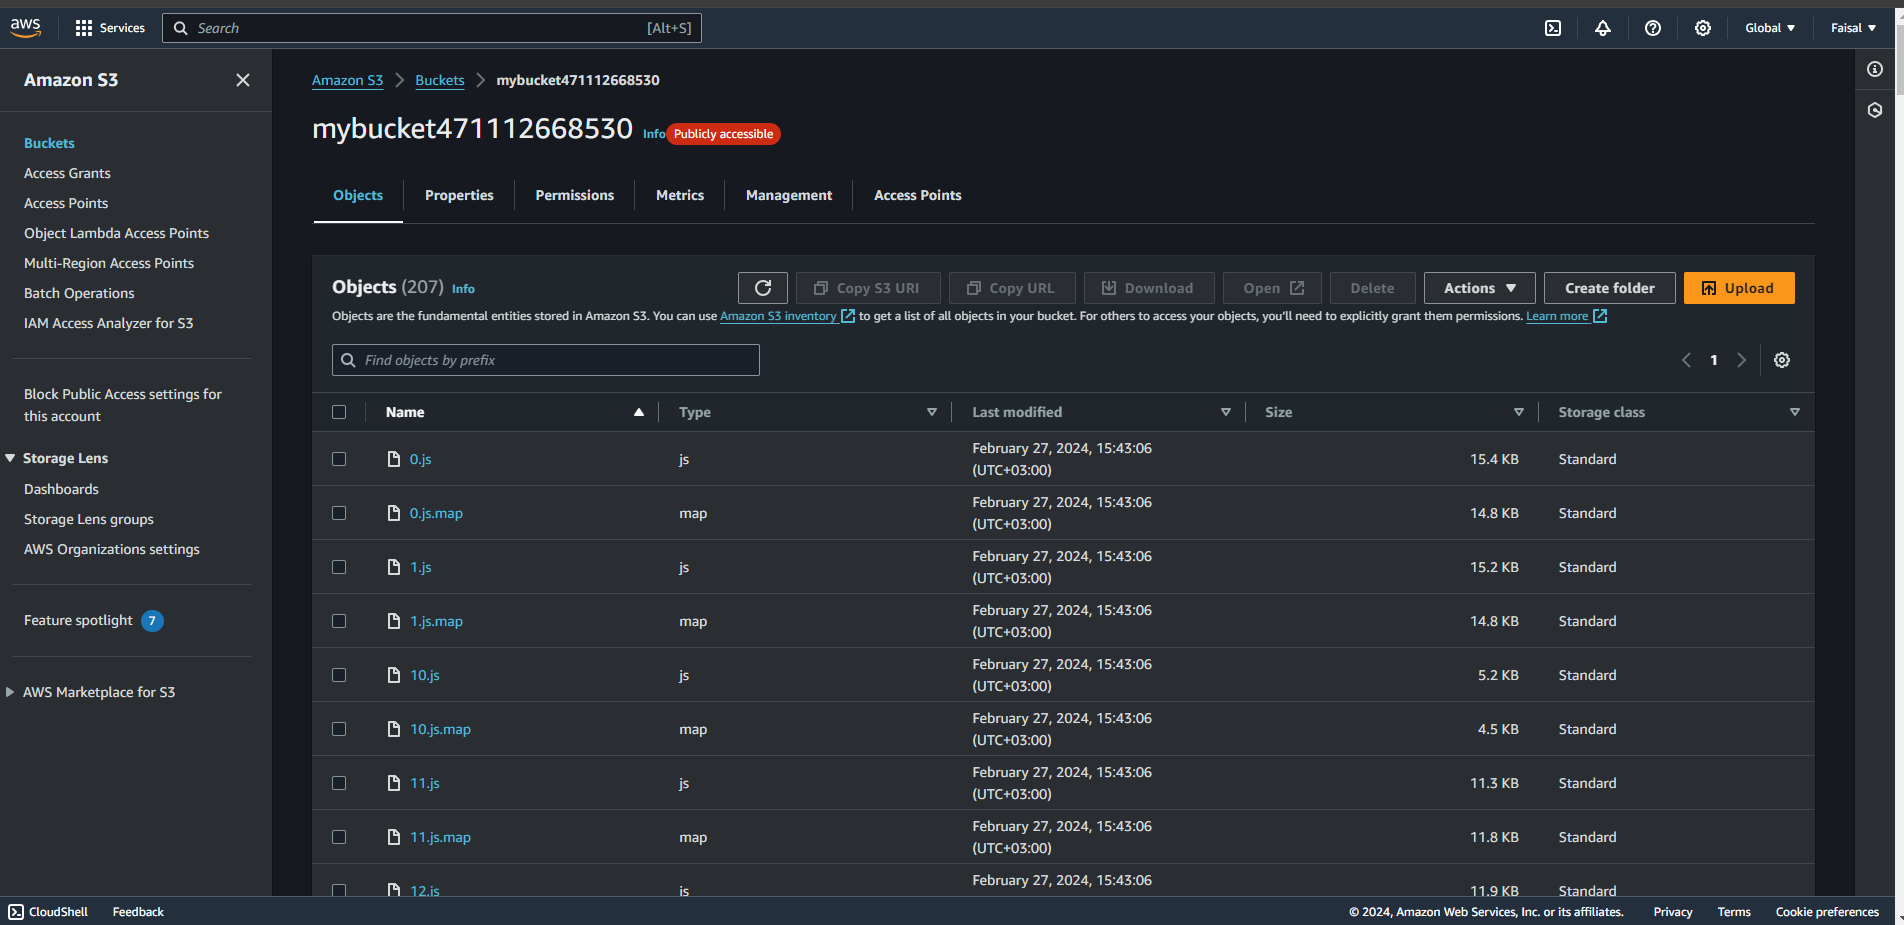 aws Services Search [Alt+S] Global Faisal
Amazon S3
Buckets
Access Grants
Access Points
Object Lambda Access Points
Multi-Region Access Points
Batch Operations
IAM Access Analyzer for S3
Block Public Access settings for
this account
Storage Lens
Dashboards
Storage Lens groups
AWS Organizations settings
Feature spotlight 7
AWS Marketplace for S3
Amazon S3 Buckets mybucket471112668530
mybucket471112668530 Info Publicly accessible
Objects Properties Permissions Metrics Management Access Points
Objects (207) Info Copy S3 URI Copy URL Download Open Delete Actions Create folder Upload
Objects are the fundamental entities stored in Amazon S3. You can use Amazon S3 inventory to get a list of all objects in your bucket. For others to access your objects, you'll need to explicitly grant them permissions. Learn more
Find objects by prefix 1
Name Type Last modified Size Storage class
0.js js February 27, 2024, 15:43:06 (UTC+03:00) 15.4 KB Standard
0.js.map map February 27, 2024, 15:43:06 (UTC+03:00) 14.8 KB Standard
1.js js February 27, 2024, 15:43:06 (UTC+03:00) 15.2 KB Standard
1.js.map map February 27, 2024, 15:43:06 (UTC+03:00) 14.8 KB Standard
10.js js February 27, 2024, 15:43:06 (UTC+03:00) 5.2 KB Standard
10.js.map map February 27, 2024, 15:43:06 (UTC+03:00) 4.5 KB Standard
11.js js February 27, 2024, 15:43:06 (UTC+03:00) 11.3 KB Standard
11.js.map map February 27, 2024, 15:43:06 (UTC+03:00) 11.8 KB Standard
12.js js February 27, 2024, 15:43:06 11.9 KB Standard
CloudShell Feedback © 2024, Amazon Web Services, Inc. or its affiliates. Privacy Terms Cookie preferences